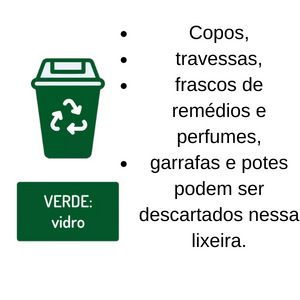 Copos,
travessas,
frascos de
remédios e
perfumes,
garrafas e potes
podem ser
descartados nessa
lixeira.
VERDE:
vidro